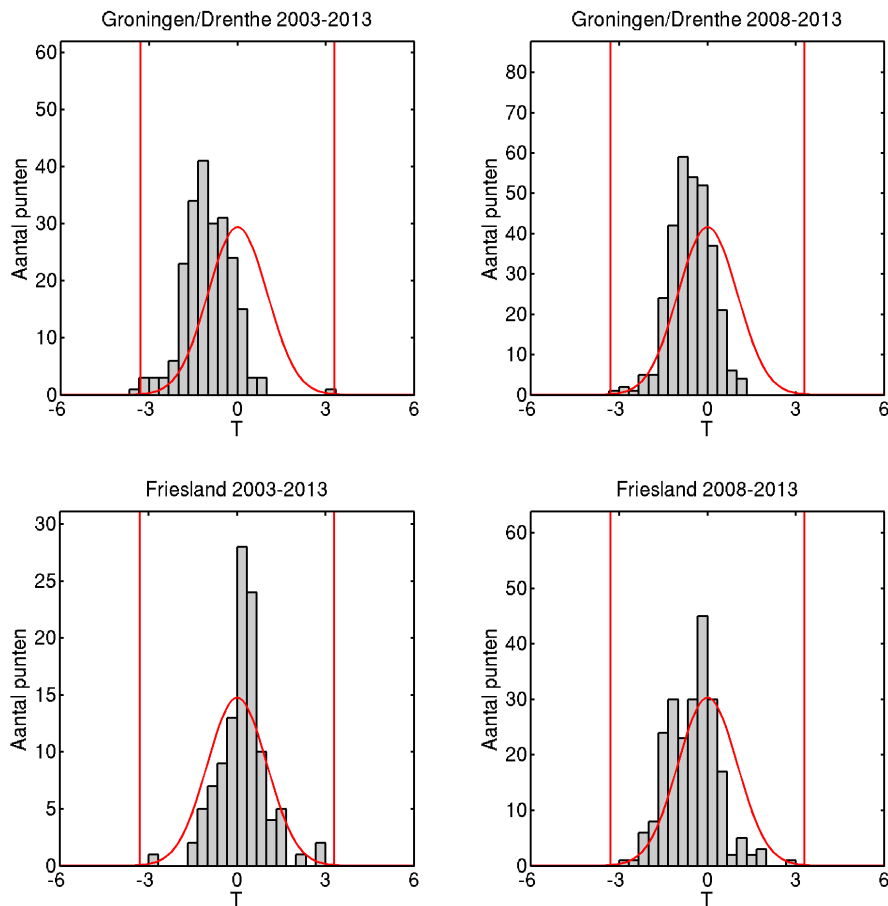 Groningen/Drenthe 2003-2013
Aantal punten
60
50
40
30
20
10
0
-6 -3 0 3 6
T
Groningen/Drenthe 2008-2013
Aantal punten
80
70
60
50
40
30
20
10
0
-6 -3 0 3 6
T
Friesland 2003-2013
Aantal punten
30
25
20
15
10
5
0
-6 -3 0 3 6
T
Friesland 2008-2013
Aantal punten
60
50
40
30
20
10
0
-6 -3 0 3 6
T